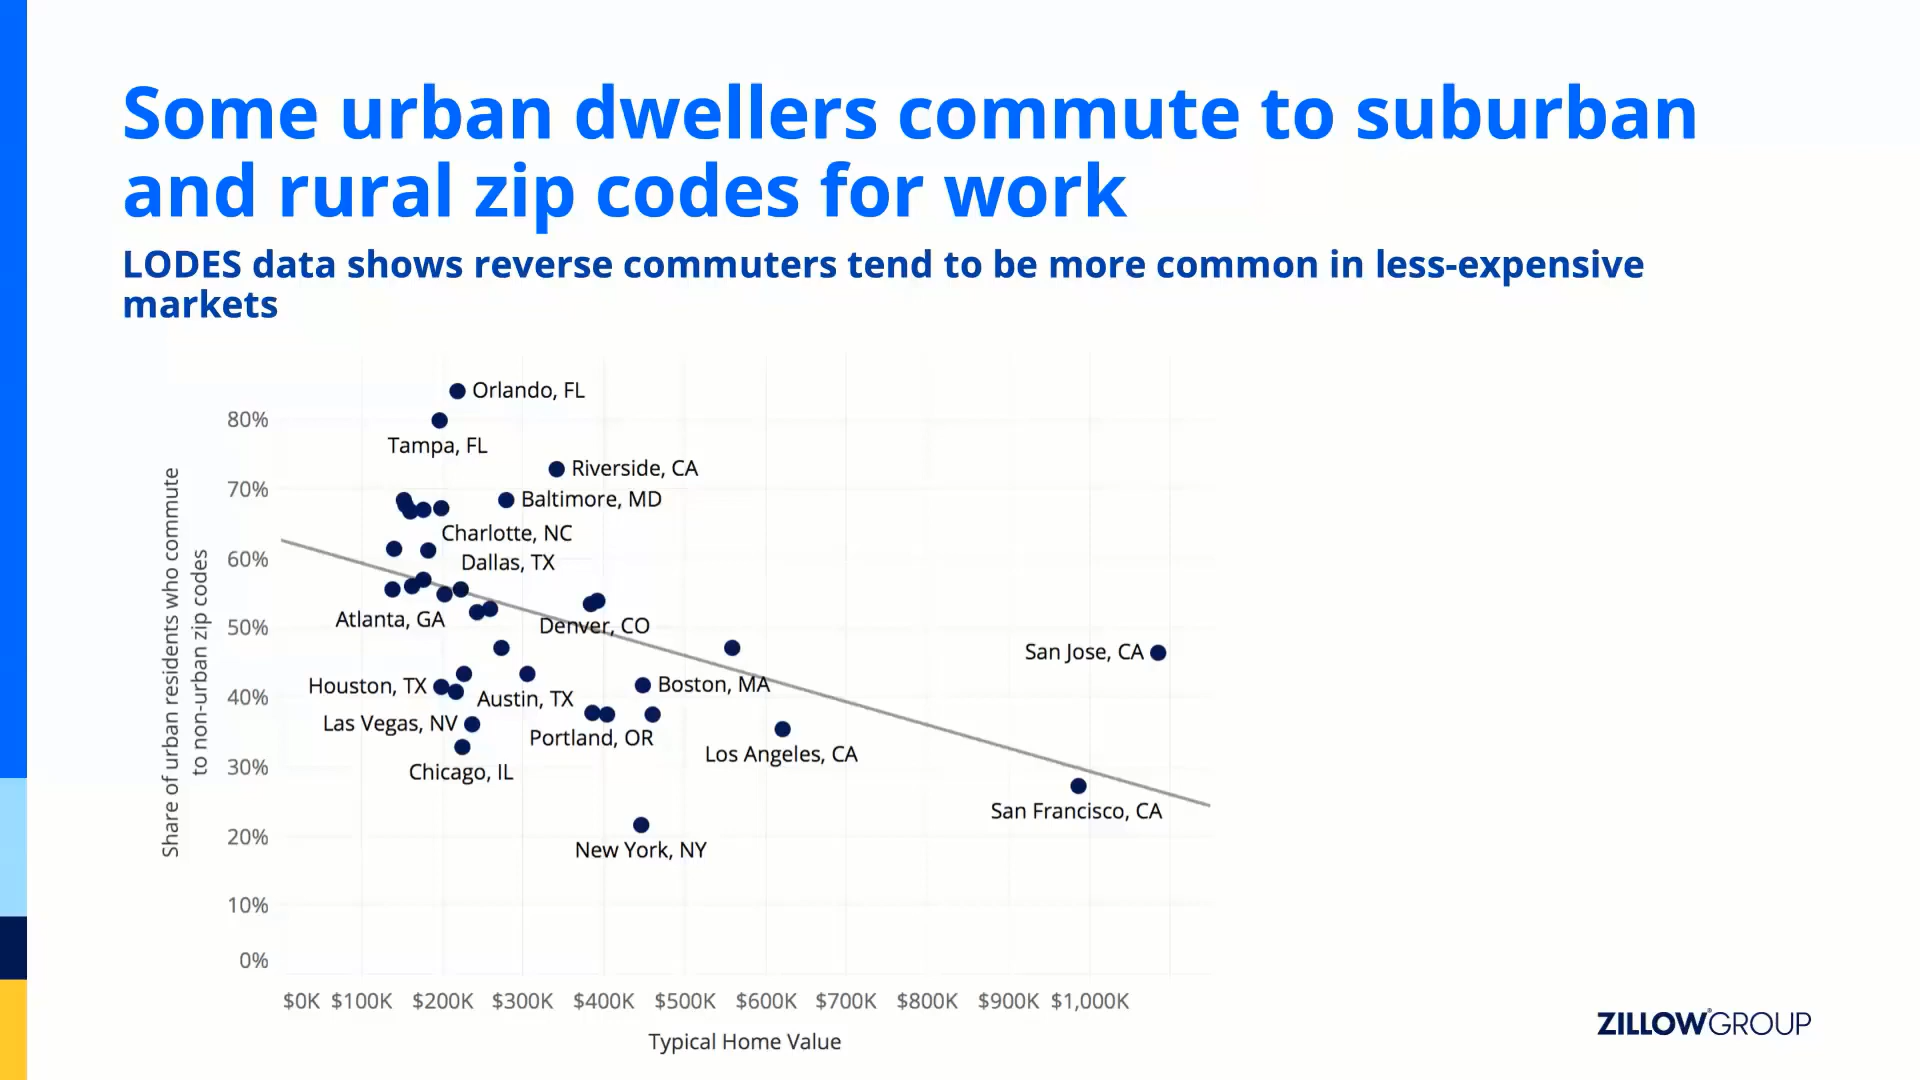 Some urban dwellers commute to suburban
and rural zip codes for work
LODES data shows reverse commuters tend to be more common in less-expensive
markets
Share of urban residents who commute
to non-urban zip codes
80%
70%
60%
50%
40%
30%
20%
10%
0%
Orlando, FL
Tampa, FL
Riverside, CA
Baltimore, MD
Charlotte, NC
Dallas, TX
Atlanta, GA
Denver, CO
San Jose, CA
Houston, TX
Boston, MA
Austin, TX
Las Vegas, NV
Portland, OR
Los Angeles, CA
Chicago, IL
San Francisco, CA
New York, NY
$0K $100K $200K $300K $400K $500K $600K $700K $800K $900K $1,000K
Typical Home Value
ZILLOW GROUP